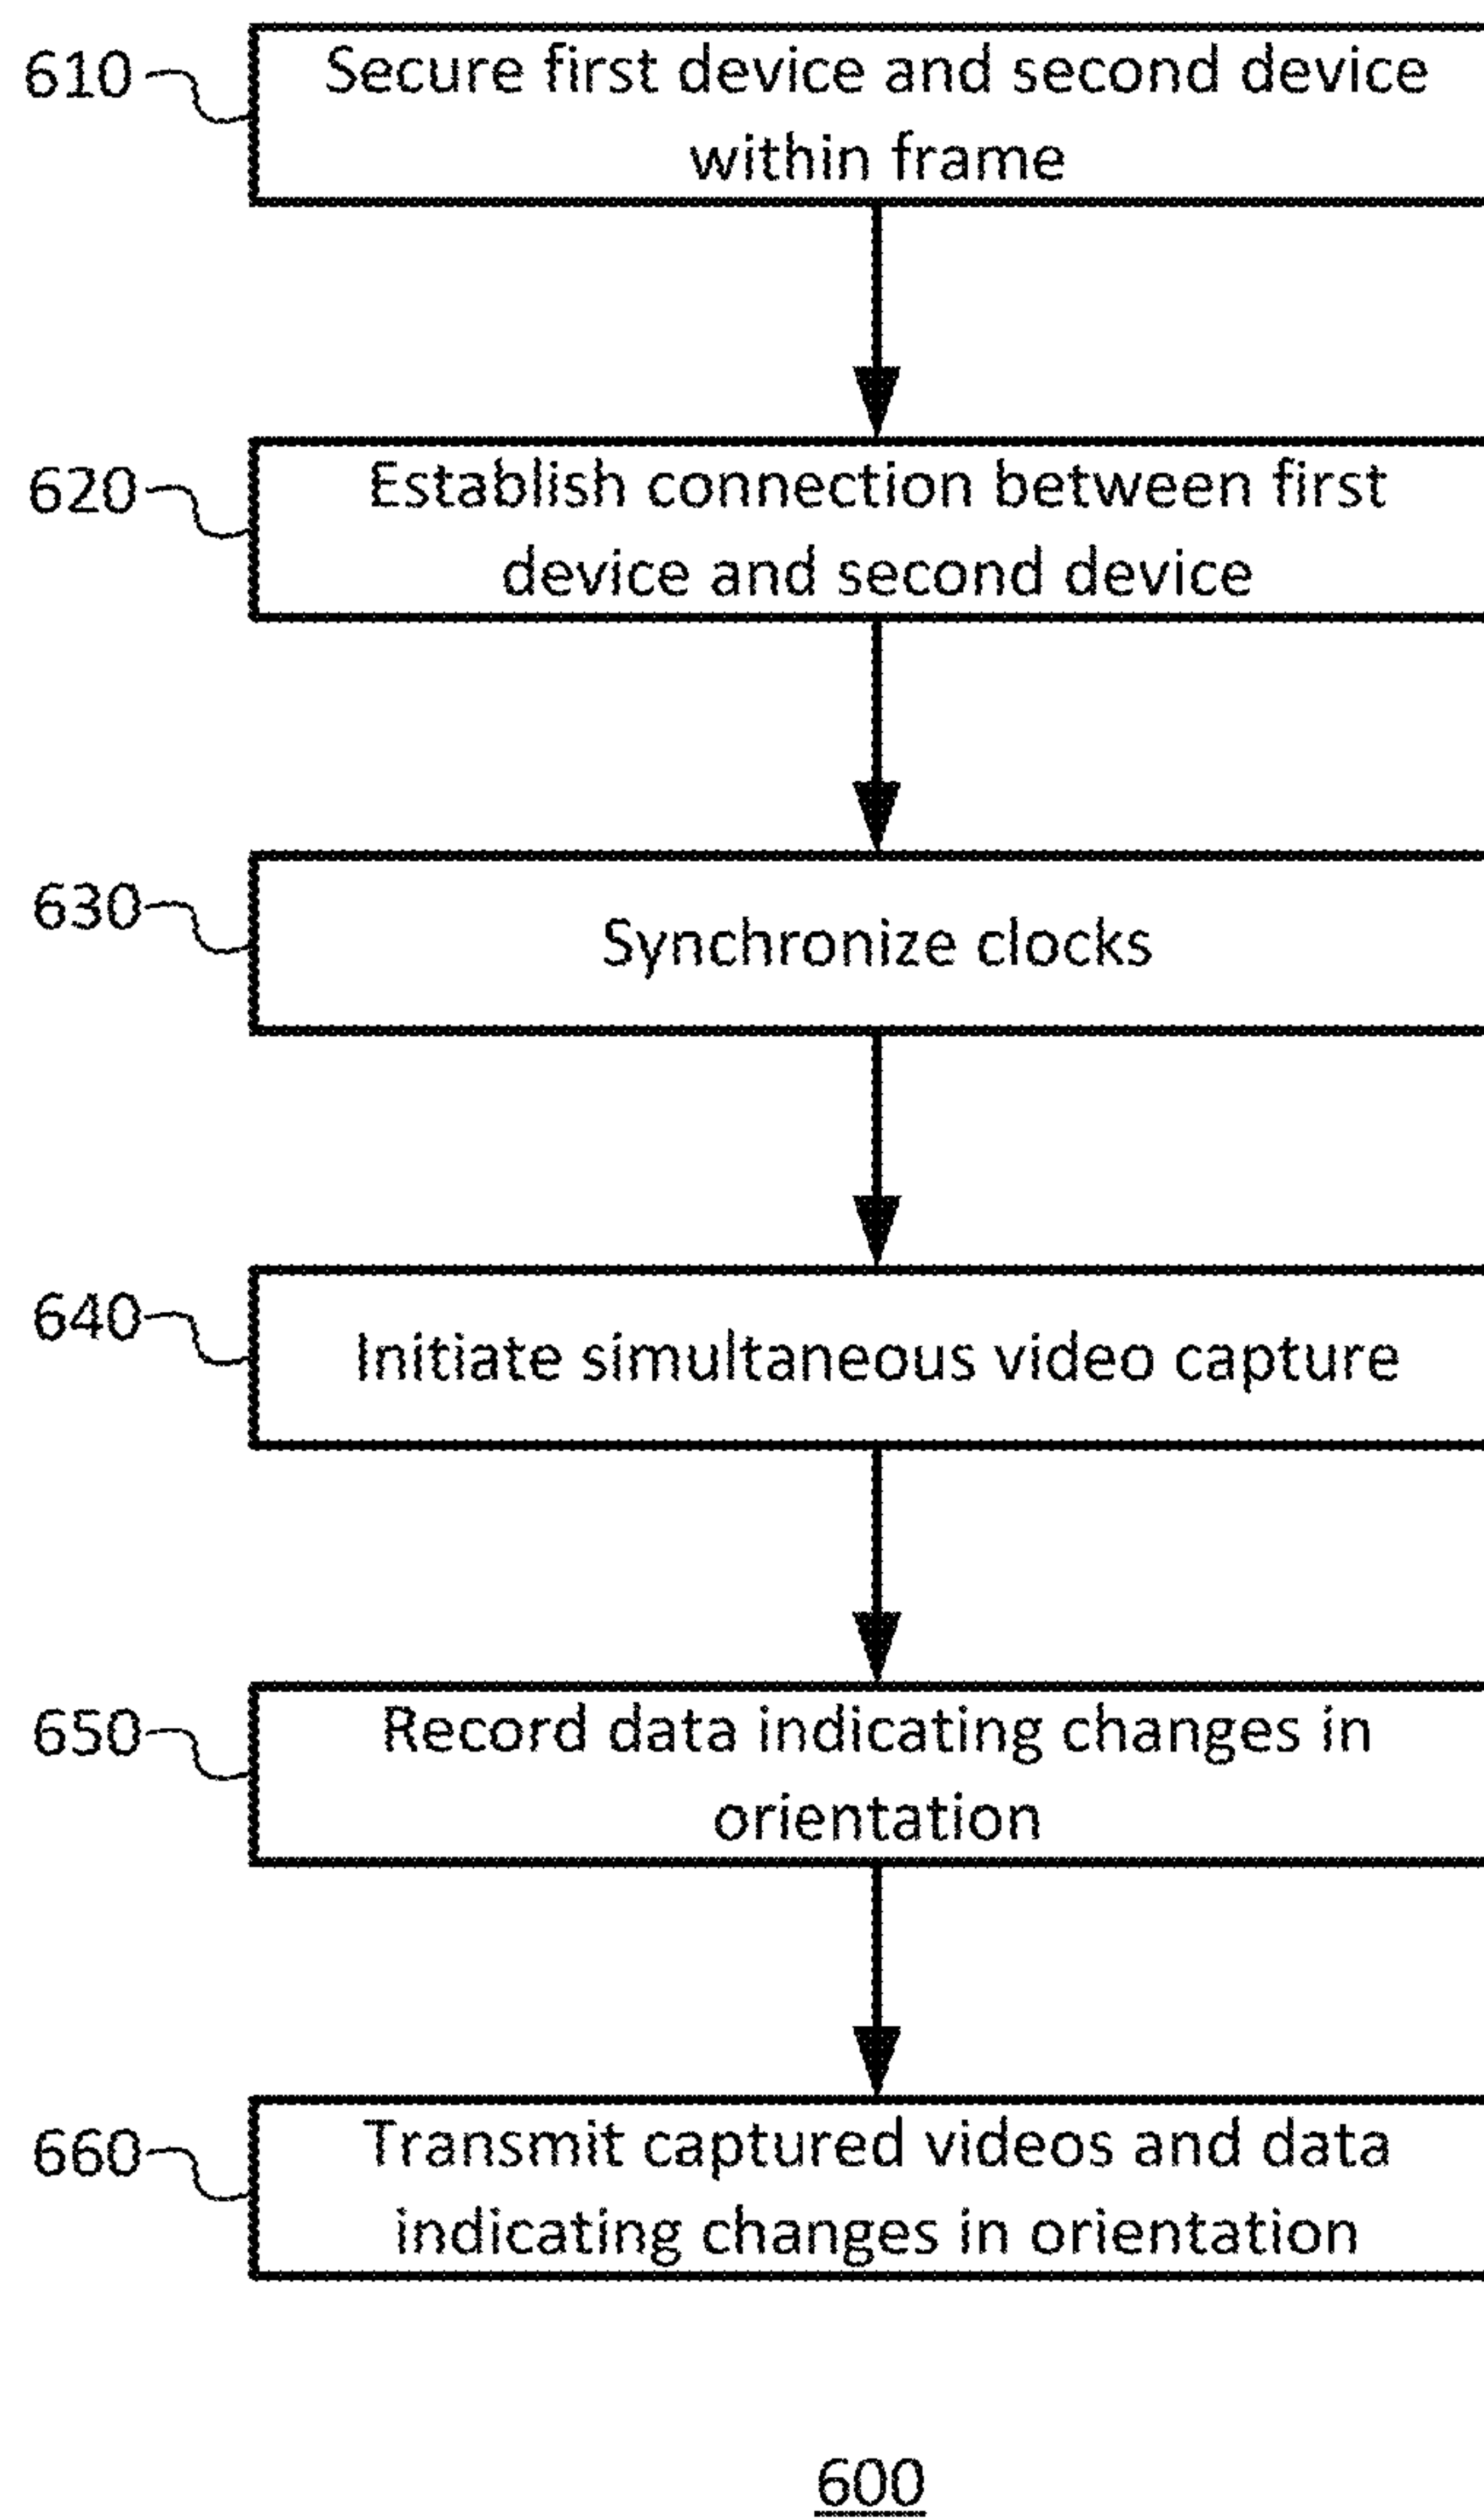 610
Secure first device and second device
within frame
620
Establish connection between first
device and second device
630
Synchronize clocks
640
Initiate simultaneous video capture
650
Record data indicating changes in
orientation
660
Transmit captured videos and data
indicating changes in orientation
600